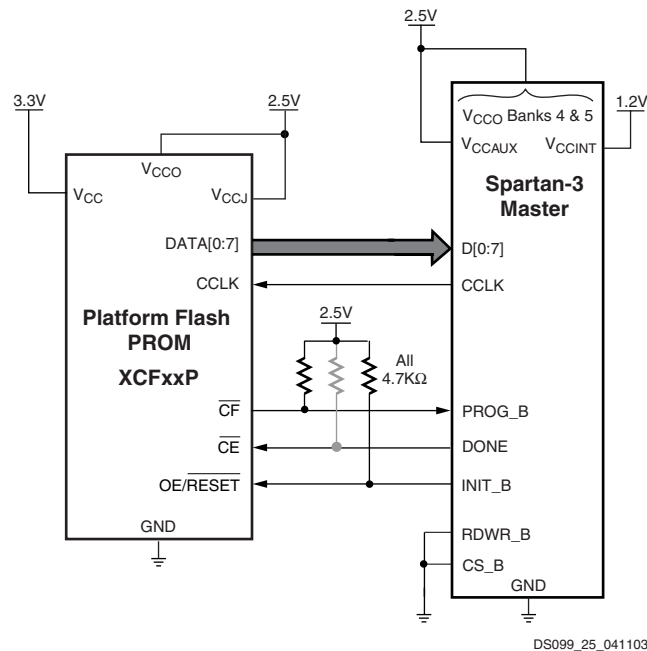 2.5V
3.3V
2.5V
1.2V
VCCO Banks 4 & 5
VCCAUX
VCCINT
VCCO
VCC
VCCJ
Spartan-3
Master
DATA[0:7]
D[0:7]
CCLK
CCLK
Platform Flash
PROM
XCFxxP
2.5V
All
4.7KΩ
CF
PROG_B
CE
DONE
OE/RESET
INIT_B
GND
RDWR_B
CS_B
GND
DS099_25_041103